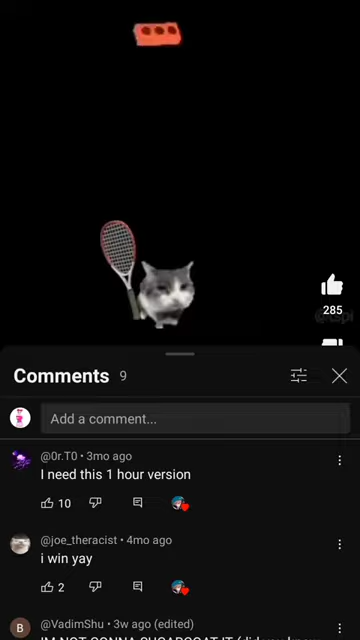 285
Comments 9
Add a comment...
@0r.T0 • 3mo ago
I need this 1 hour version
10
@joe_theracist • 4mo ago
i win yay
2
B
@VadimShu • 3w ago (edited)